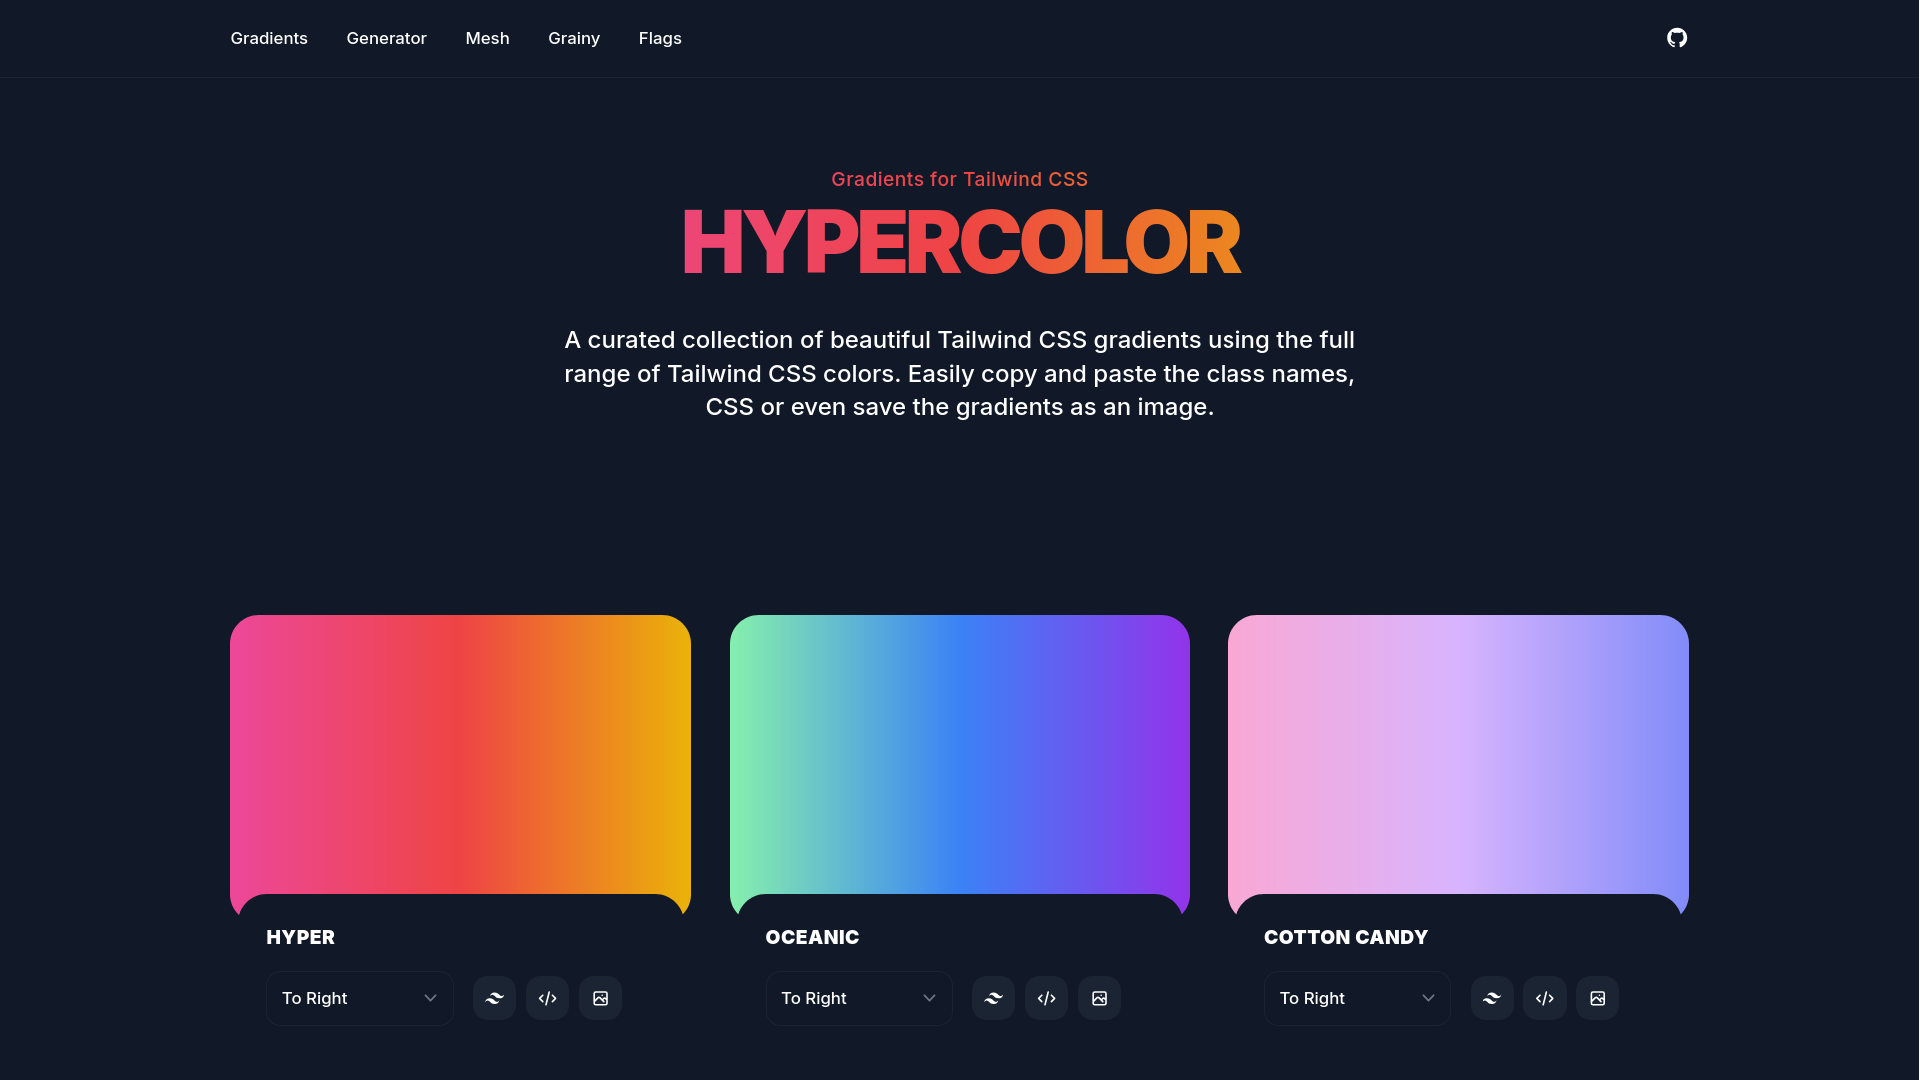 Gradients Generator Mesh Grainy Flags
Gradients for Tailwind CSS
HYPERCOLOR
A curated collection of beautiful Tailwind CSS gradients using the full
range of Tailwind CSS colors. Easily copy and paste the class names,
CSS or even save the gradients as an image.
HYPER
To Right
OCEANIC
To Right
COTTON CANDY
To Right